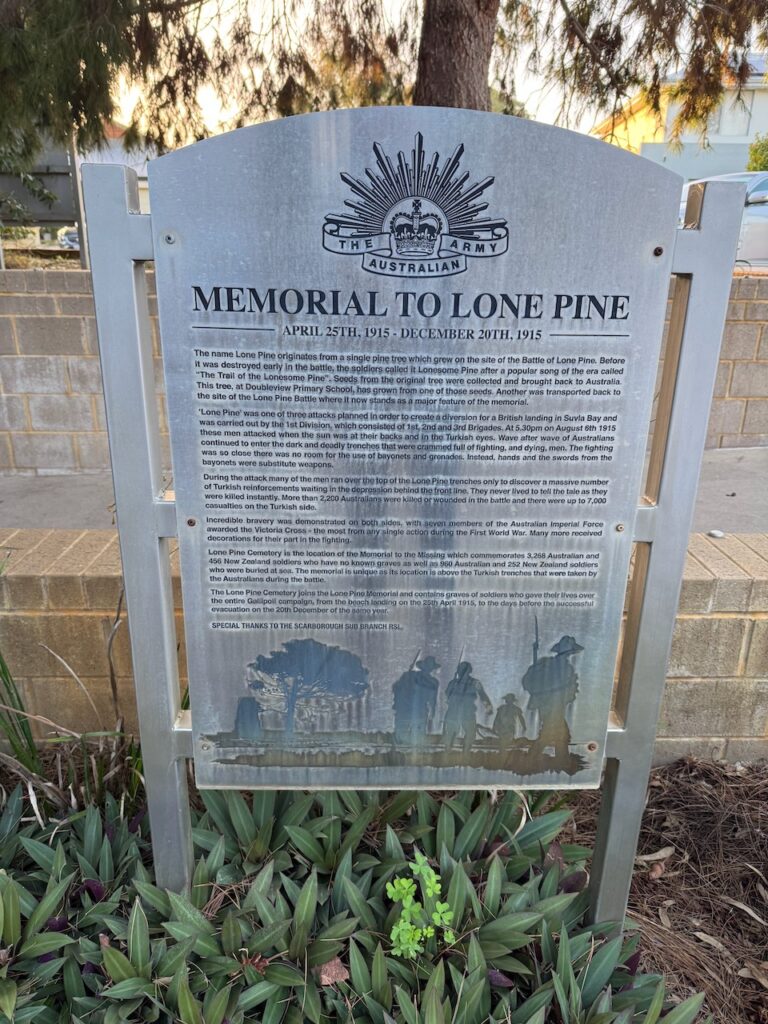 THE AUSTRALIAN ARMY
MEMORIAL TO LONE PINE
APRIL 25TH, 1915 - DECEMBER 20TH, 1915
The name Lone Pine originates from a single pine tree which grew on the site of the Battle of Lone Pine. Before
it was destroyed early in the battle, the soldiers called it Lonesome Pine after a popular song of the era called
"The Trail of the Lonesome Pine". Seeds from the original tree were collected and brought back to Australia.
This tree, at Doubleview Primary School, has grown from one of those seeds. Another was transported back to
the site of the Lone Pine Battle where it now stands as a major feature of the memorial.
'Lone Pine' was one of three attacks planned in order to create a diversion for a British landing in Suvla Bay and
was carried out by the 1st Division, which consisted of 1st, 2nd and 3rd Brigades. At 5.30pm on August 6th 1915
these men attacked when the sun was at their backs and in the Turkish eyes. Wave after wave of Australians
continued to enter the dark and deadly trenches that were crammed full of fighting, and dying, men. The fighting
was so close there was no room for the use of bayonets and grenades. Instead, hands and the swords from the
bayonets were substitute weapons.
During the attack many of the men ran over the top of the Lone Pine trenches only to discover a massive number
of Turkish reinforcements waiting in the depression behind the front line. They never lived to tell the tale as they
were killed instantly. More than 2,200 Australians were killed or wounded in the battle and there were up to 7,000
casualties on the Turkish side.
Incredible bravery was demonstrated on both sides, with seven members of the Australian Imperial Force
awarded the Victoria Cross - the most from any single action during the First World War. Many more received
decorations for their part in the fighting.
Lone Pine Cemetery is the location of the Memorial to the Missing which commemorates 3,268 Australian and
456 New Zealand soldiers who have no known graves as well as 960 Australian and 252 New Zealand soldiers
who were buried at sea. The memorial is unique as its location is above the Turkish trenches that were taken by
the Australians during the battle.
The Lone Pine Cemetery joins the Lone Pine Memorial and contains graves of soldiers who gave their lives over
the entire Gallipoli campaign, from the beach landing on the 25th April 1915, to the days before the successful
evacuation on the 20th December of the same year.
SPECIAL THANKS TO THE SCARBOROUGH SUB BRANCH RSL.